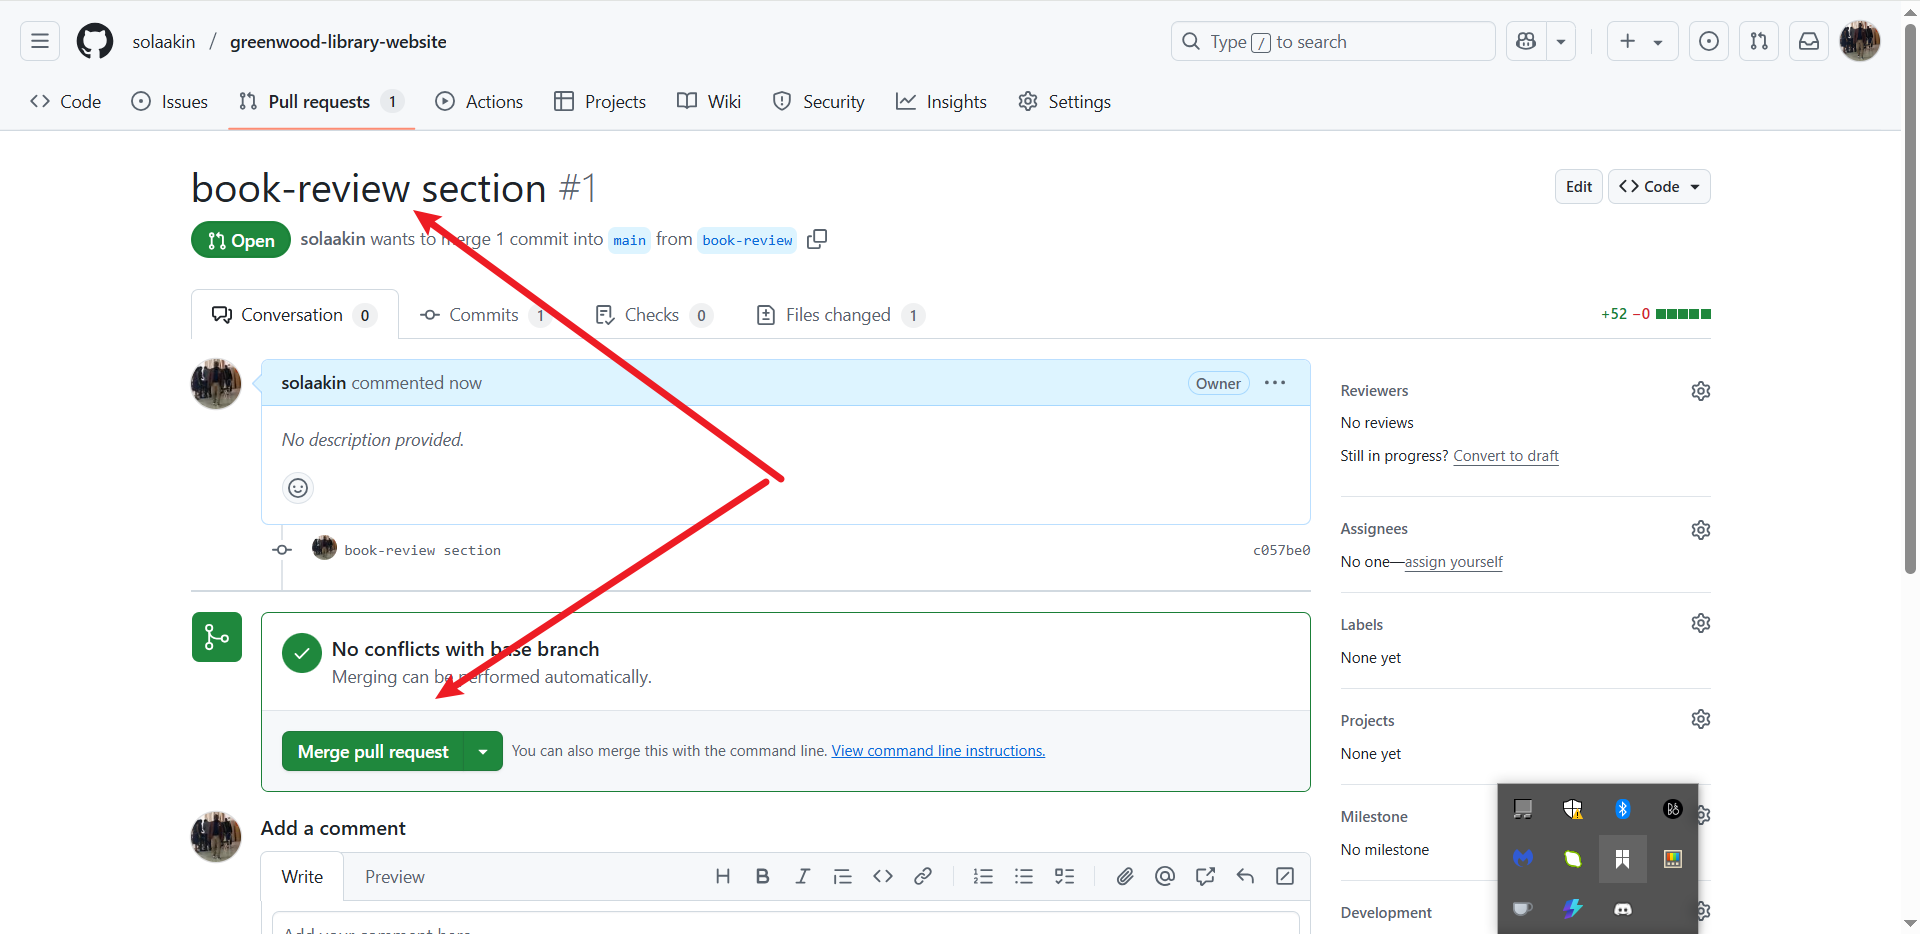 solaakin / greenwood-library-website
Type / to search
Code Issues Pull requests 1 Actions Projects Wiki Security Insights Settings
book-review section #1
Edit Code
Open solaakin wants to merge 1 commit into main from book-review
Conversation 0 Commits 1 Checks 0 Files changed 1
+52 −0
solaakin commented now
Owner
No description provided.
book-review section
c057be0
No conflicts with base branch
Merging can be performed automatically.
Merge pull request You can also merge this with the command line. View command line instructions.
Add a comment
Write Preview
Add your comment here
Reviewers
No reviews
Still in progress? Convert to draft
Assignees
No one—assign yourself
Labels
None yet
Projects
None yet
Milestone
No milestone
Development